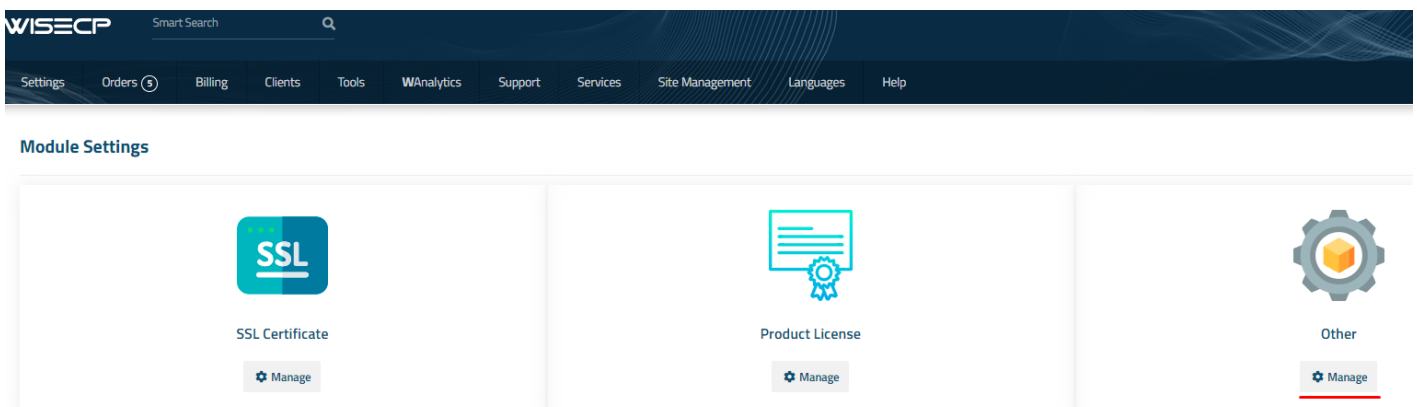 WISECP Smart Search
Settings Orders 5 Billing Clients Tools WAnalytics Support Services Site Management Languages Help
Module Settings
SSL
SSL Certificate Product License Other
Manage Manage Manage